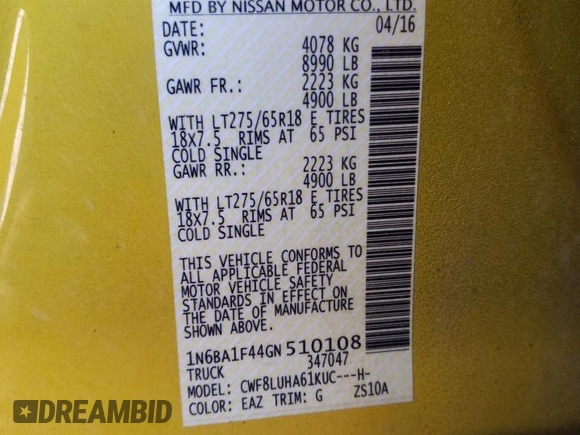 MFD BY NISSAN MOTOR CO., LTD.
DATE: 04/16
GVWR: 4078 KG
8990 LB
GAWR FR.: 2223 KG
4900 LB
WITH LT275/65R18 E TIRES
18x7.5 RIMS AT 65 PSI
COLD SINGLE
GAWR RR.: 2223 KG
4900 LB
WITH LT275/65R18 E TIRES
18x7.5 RIMS AT 65 PSI
COLD SINGLE
THIS VEHICLE CONFORMS TO
ALL APPLICABLE FEDERAL
MOTOR VEHICLE SAFETY
STANDARDS IN EFFECT ON
THE DATE OF MANUFACTURE
SHOWN ABOVE.
1N6BA1F44GN510108
TRUCK 347047
MODEL: CWF8LUHA61KUC---H-
COLOR: EAZ TRIM: G ZS10A
DREAMBID